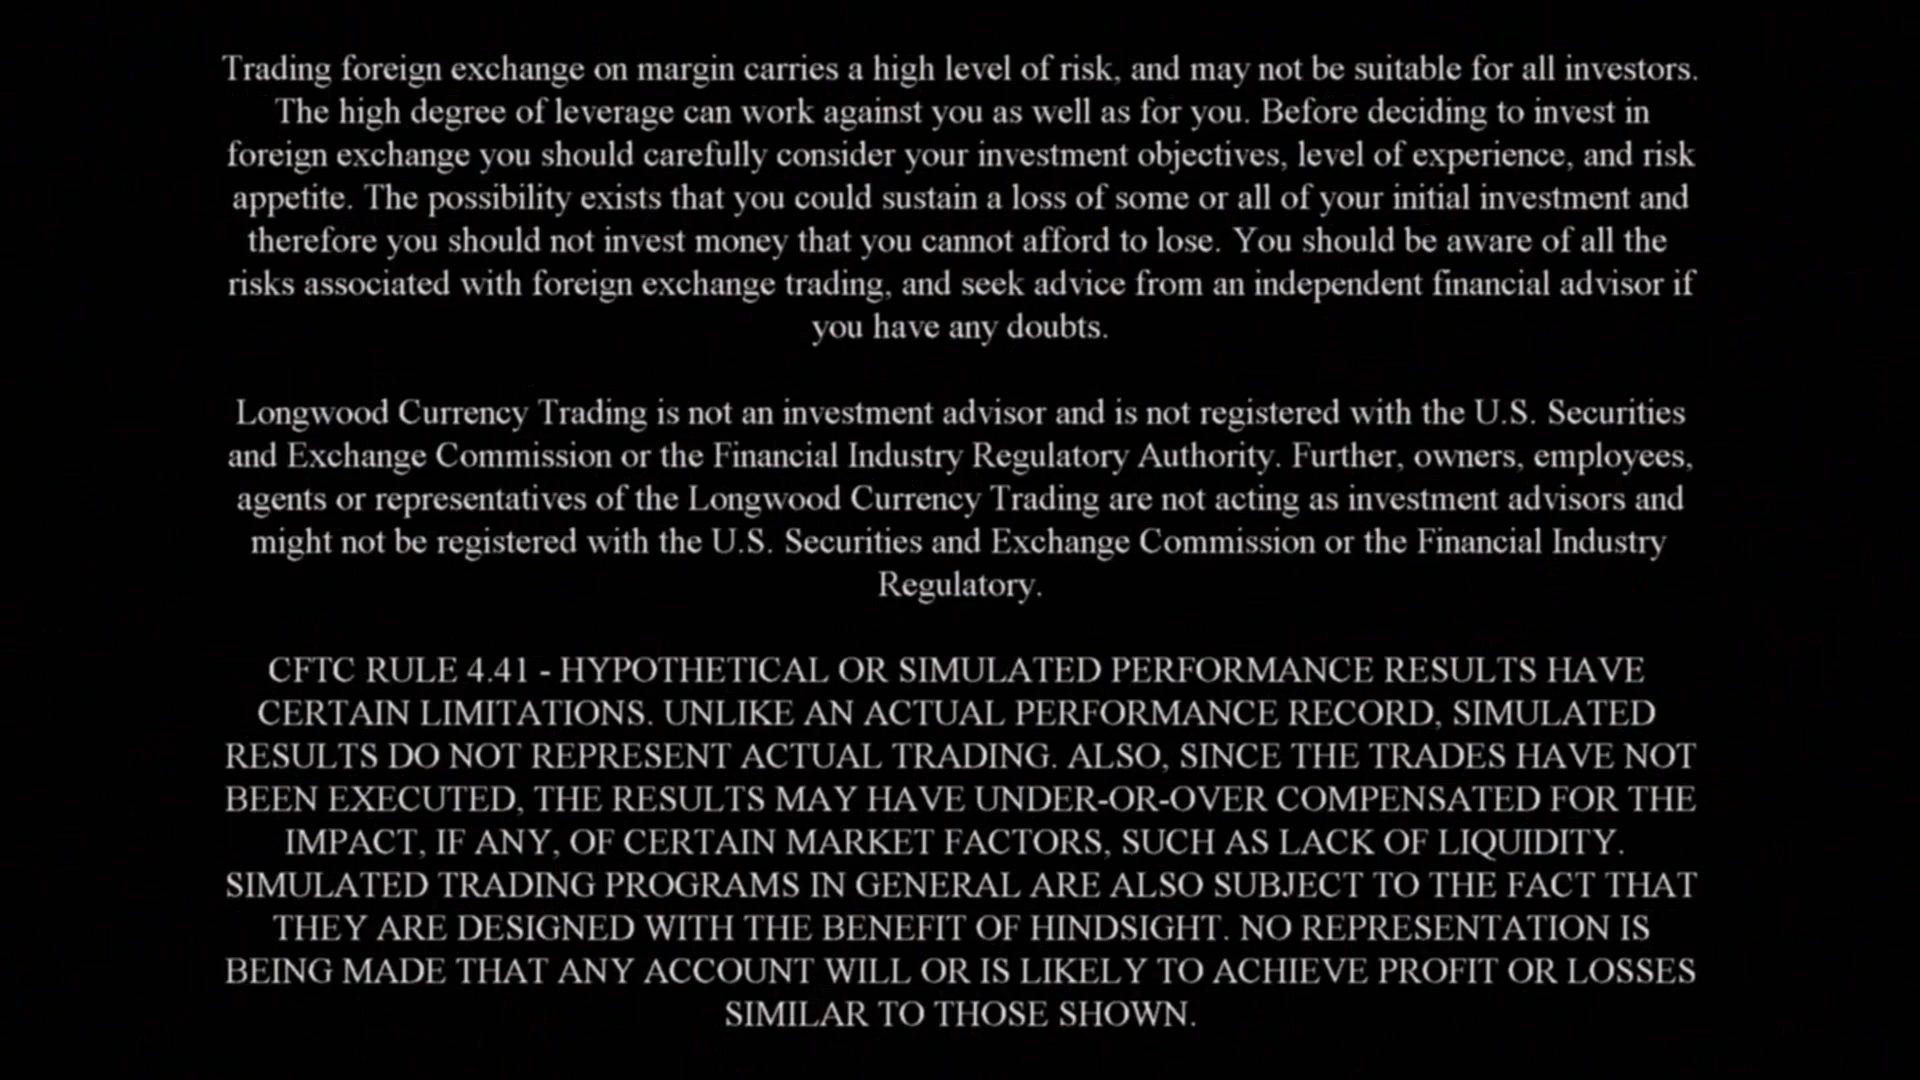 Trading foreign exchange on margin carries a high level of risk, and may not be suitable for all investors.
The high degree of leverage can work against you as well as for you. Before deciding to invest in
foreign exchange you should carefully consider your investment objectives, level of experience, and risk
appetite. The possibility exists that you could sustain a loss of some or all of your initial investment and
therefore you should not invest money that you cannot afford to lose. You should be aware of all the
risks associated with foreign exchange trading, and seek advice from an independent financial advisor if
you have any doubts.
Longwood Currency Trading is not an investment advisor and is not registered with the U.S. Securities
and Exchange Commission or the Financial Industry Regulatory Authority. Further, owners, employees,
agents or representatives of the Longwood Currency Trading are not acting as investment advisors and
might not be registered with the U.S. Securities and Exchange Commission or the Financial Industry
Regulatory.
CFTC RULE 4.41 - HYPOTHETICAL OR SIMULATED PERFORMANCE RESULTS HAVE
CERTAIN LIMITATIONS. UNLIKE AN ACTUAL PERFORMANCE RECORD, SIMULATED
RESULTS DO NOT REPRESENT ACTUAL TRADING. ALSO, SINCE THE TRADES HAVE NOT
BEEN EXECUTED, THE RESULTS MAY HAVE UNDER-OR-OVER COMPENSATED FOR THE
IMPACT, IF ANY, OF CERTAIN MARKET FACTORS, SUCH AS LACK OF LIQUIDITY.
SIMULATED TRADING PROGRAMS IN GENERAL ARE ALSO SUBJECT TO THE FACT THAT
THEY ARE DESIGNED WITH THE BENEFIT OF HINDSIGHT. NO REPRESENTATION IS
BEING MADE THAT ANY ACCOUNT WILL OR IS LIKELY TO ACHIEVE PROFIT OR LOSSES
SIMILAR TO THOSE SHOWN.